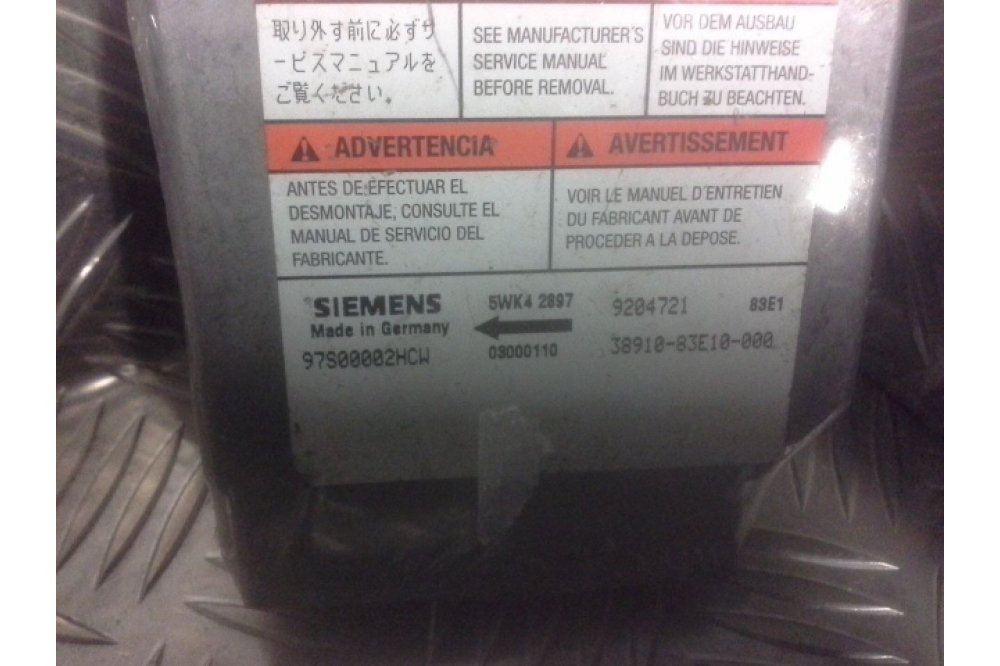 取り外す前に必ずサ
ービスマニュアルを
ご覧ください。
SEE MANUFACTURER'S
SERVICE MANUAL
BEFORE REMOVAL.
VOR DEM AUSBAU
SIND DIE HINWEISE
IM WERKSTATTHAND-
BUCH ZU BEACHTEN.
ADVERTENCIA
ANTES DE EFECTUAR EL
DESMONTAJE, CONSULTE EL
MANUAL DE SERVICIO DEL
FABRICANTE.
AVERTISSEMENT
VOIR LE MANUEL D'ENTRETIEN
DU FABRICANT AVANT DE
PROCEDER A LA DEPOSE.
SIEMENS
Made in Germany
97S00002HCW
5WK4 2897
03000110
9204721 83E1
38910-83E10-000